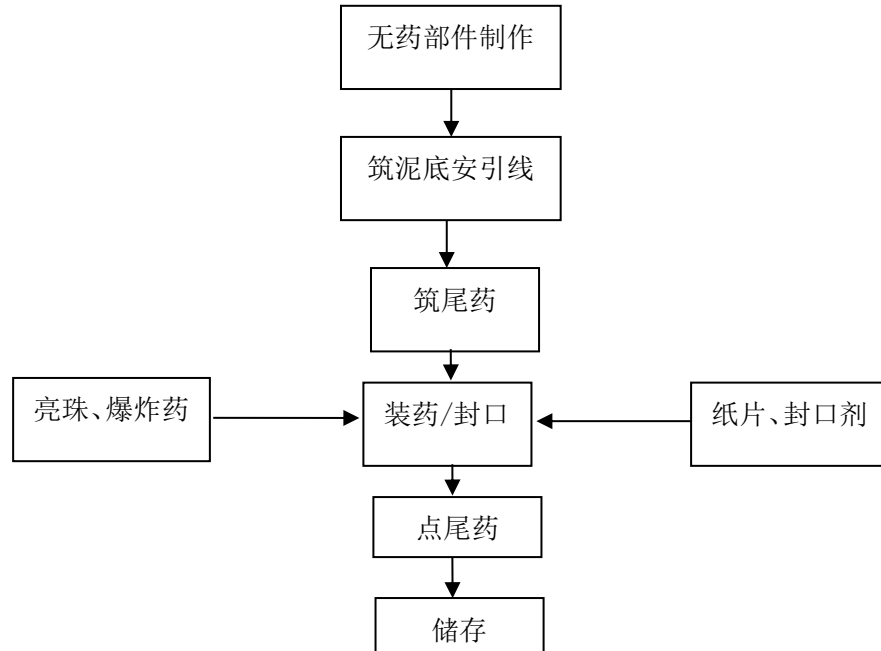 无药部件制作
筑泥底安引线
筑尾药
亮珠、爆炸药
装药/封口
纸片、封口剂
点尾药
储存